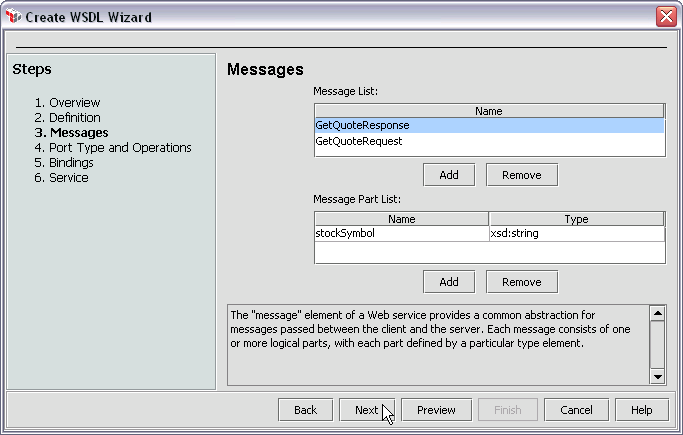 Create WSDL Wizard
Steps
1. Overview
2. Definition
3. Messages
4. Port Type and Operations
5. Bindings
6. Service
Messages
Message List:
Name
GetQuoteResponse
GetQuoteRequest
Add Remove
Message Part List:
Name Type
stockSymbol xsd:string
Add Remove
The "message" element of a Web service provides a common abstraction for
messages passed between the client and the server. Each message consists of one
or more logical parts, with each part defined by a particular type element.
Back Next Preview Finish Cancel Help